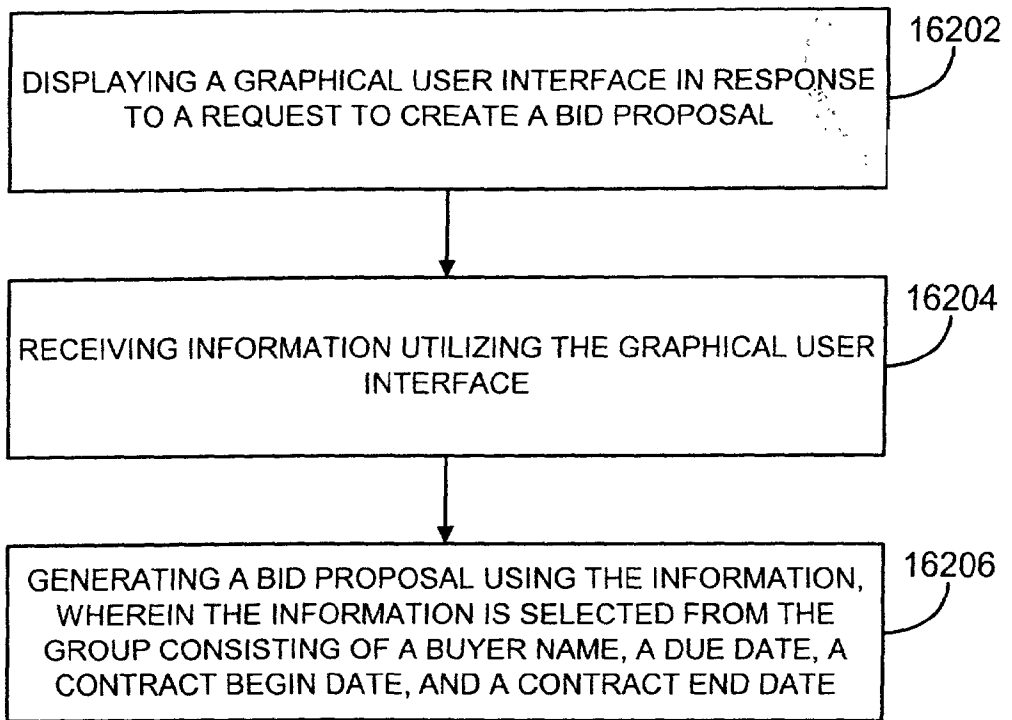 16202
DISPLAYING A GRAPHICAL USER INTERFACE IN RESPONSE
TO A REQUEST TO CREATE A BID PROPOSAL
16204
RECEIVING INFORMATION UTILIZING THE GRAPHICAL USER
INTERFACE
16206
GENERATING A BID PROPOSAL USING THE INFORMATION,
WHEREIN THE INFORMATION IS SELECTED FROM THE
GROUP CONSISTING OF A BUYER NAME, A DUE DATE, A
CONTRACT BEGIN DATE, AND A CONTRACT END DATE